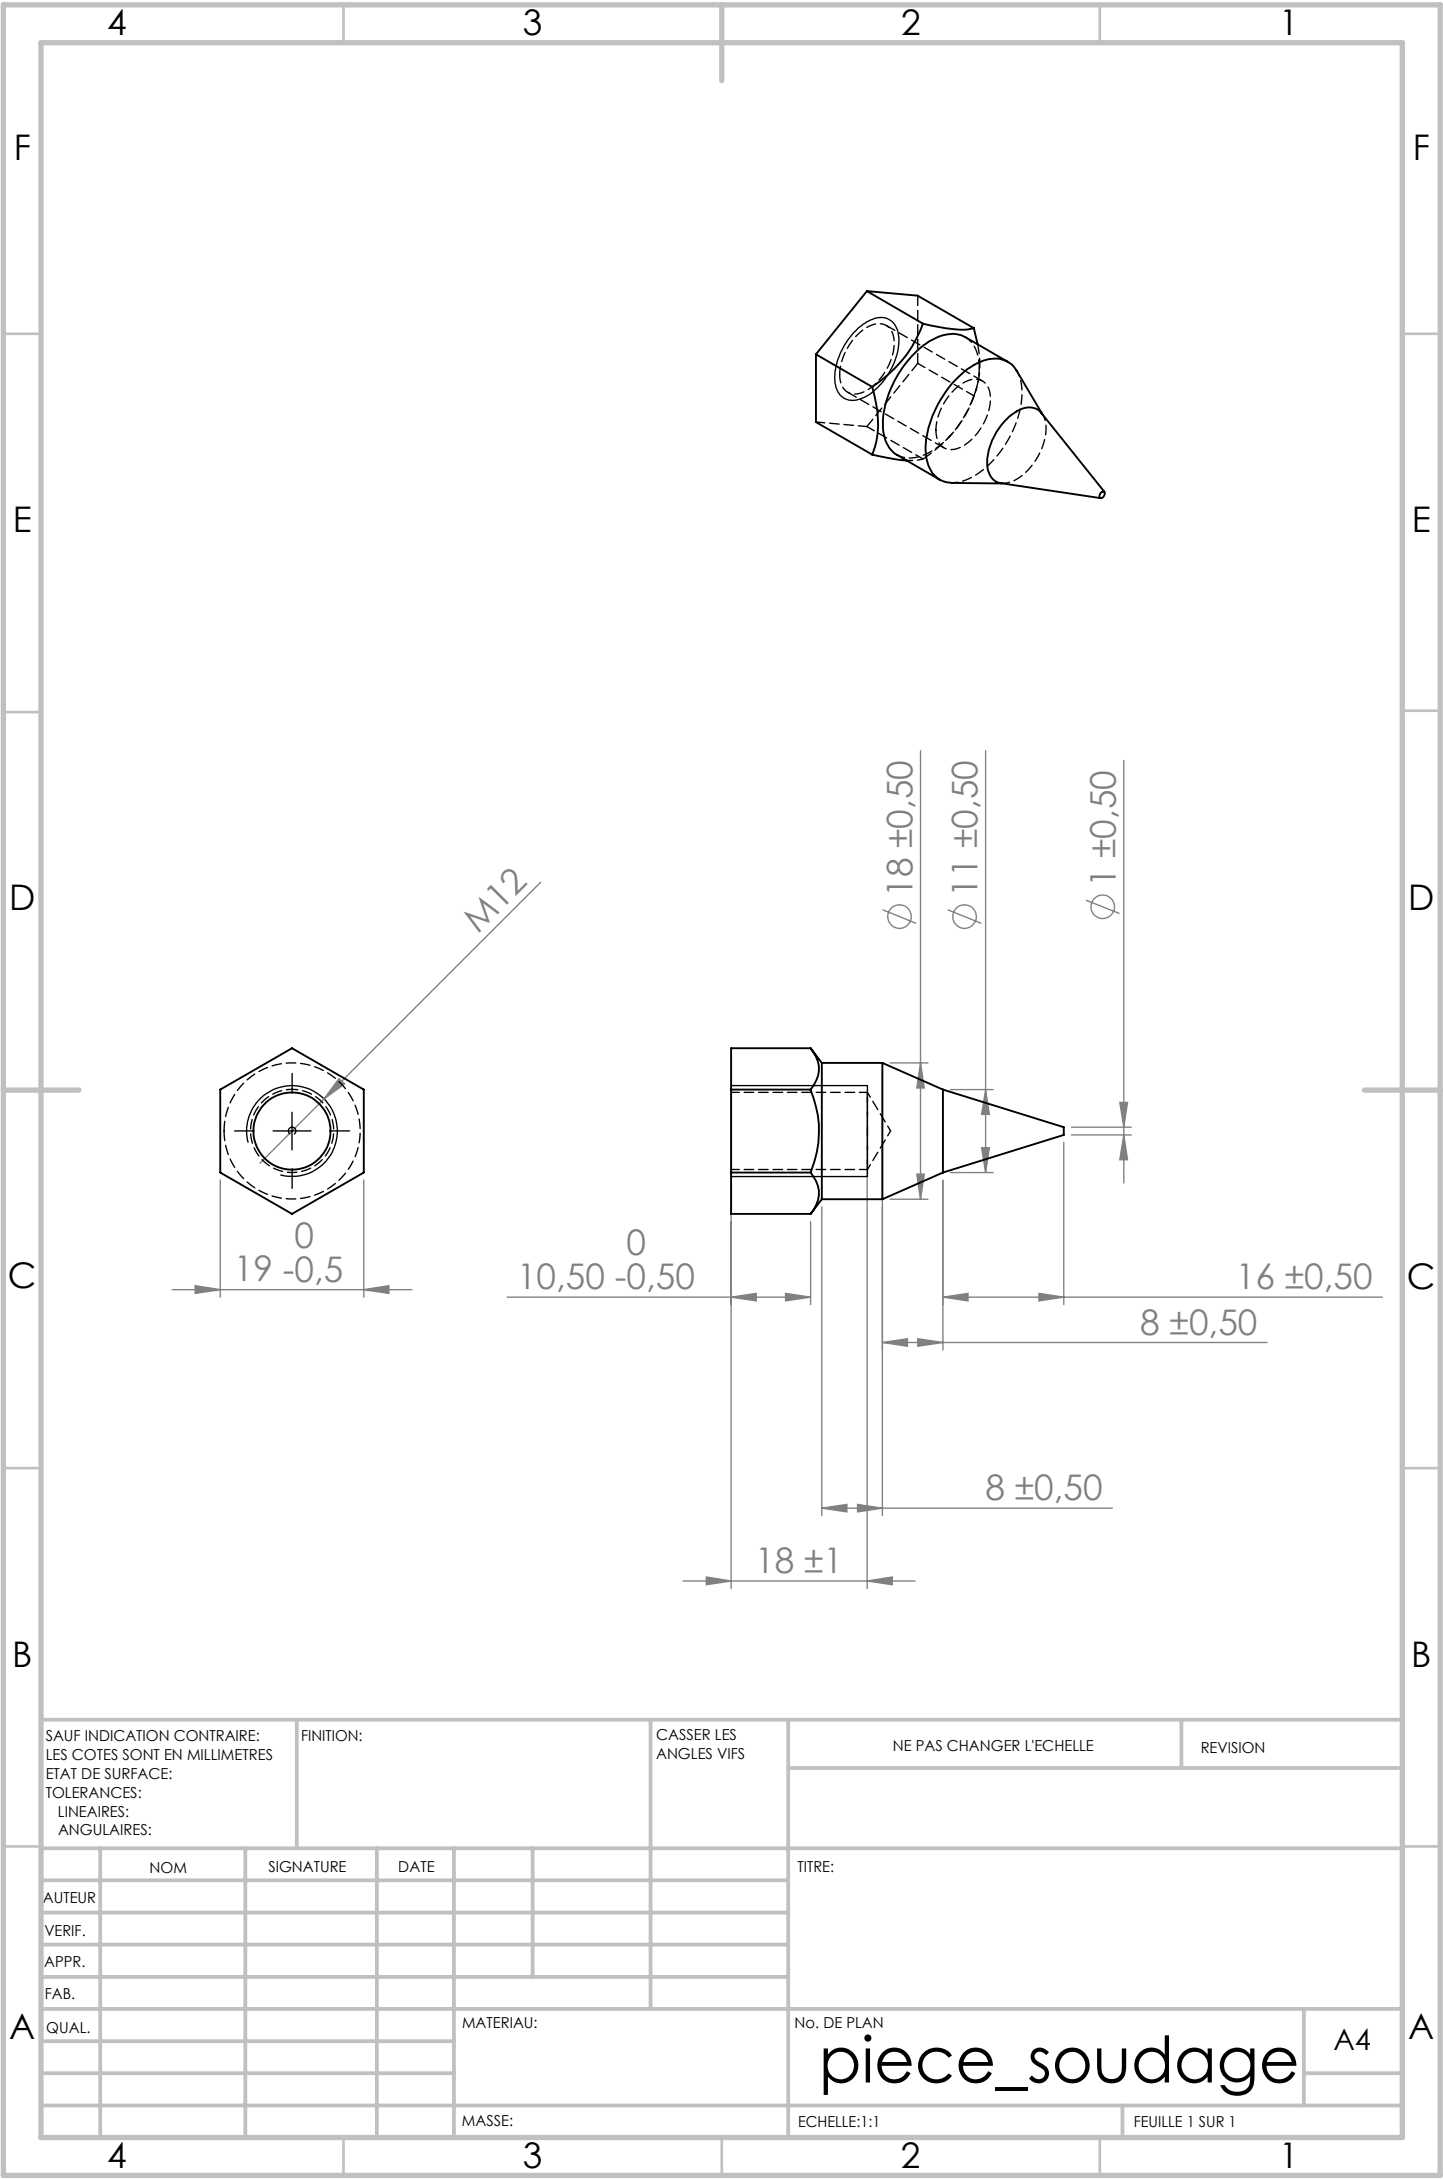 4 3 2 1
F F
E E
D D
C C
B B
A A
M12
∅18 ±0,50
∅11 ±0,50
∅1 ±0,50
0
19 -0,5
0
10,50 -0,50
16 ±0,50
8 ±0,50
8 ±0,50
18 ±1
SAUF INDICATION CONTRAIRE:
LES COTES SONT EN MILLIMETRES
ETAT DE SURFACE:
TOLERANCES:
LINEAIRES:
ANGULAIRES:
FINITION:
CASSER LES
ANGLES VIFS
NE PAS CHANGER L'ECHELLE
REVISION
NOM SIGNATURE DATE
AUTEUR
VERIF.
APPR.
FAB.
QUAL.
TITRE:
MATERIAU:
No. DE PLAN
piece_soudage
A4
MASSE:
ECHELLE:1:1
FEUILLE 1 SUR 1
4 3 2 1